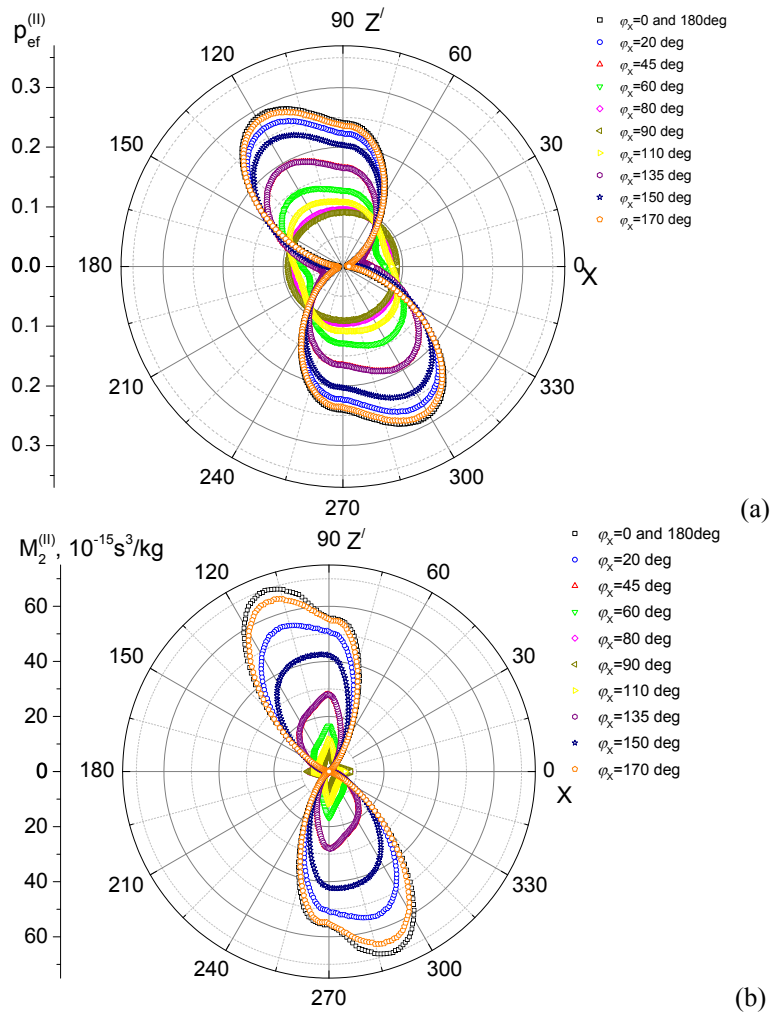 p_ef^(II)
90 Z/
120
60
0.3
150
30
0.2
0.1
0.0
180
0
X
0.1
0.2
210
330
0.3
240
300
270
φX=0 and 180deg
φX=20 deg
φX=45 deg
φX=60 deg
φX=80 deg
φX=90 deg
φX=110 deg
φX=135 deg
φX=150 deg
φX=170 deg
(a)
M2^(II), 10^-15s^3/kg
90 Z/
120
60
60
150
30
40
20
0
180
0
X
20
40
210
330
60
240
300
270
φX=0 and 180deg
φX=20 deg
φX=45 deg
φX=60 deg
φX=80 deg
φX=90 deg
φX=110 deg
φX=135 deg
φX=150 deg
φX=170 deg
(b)